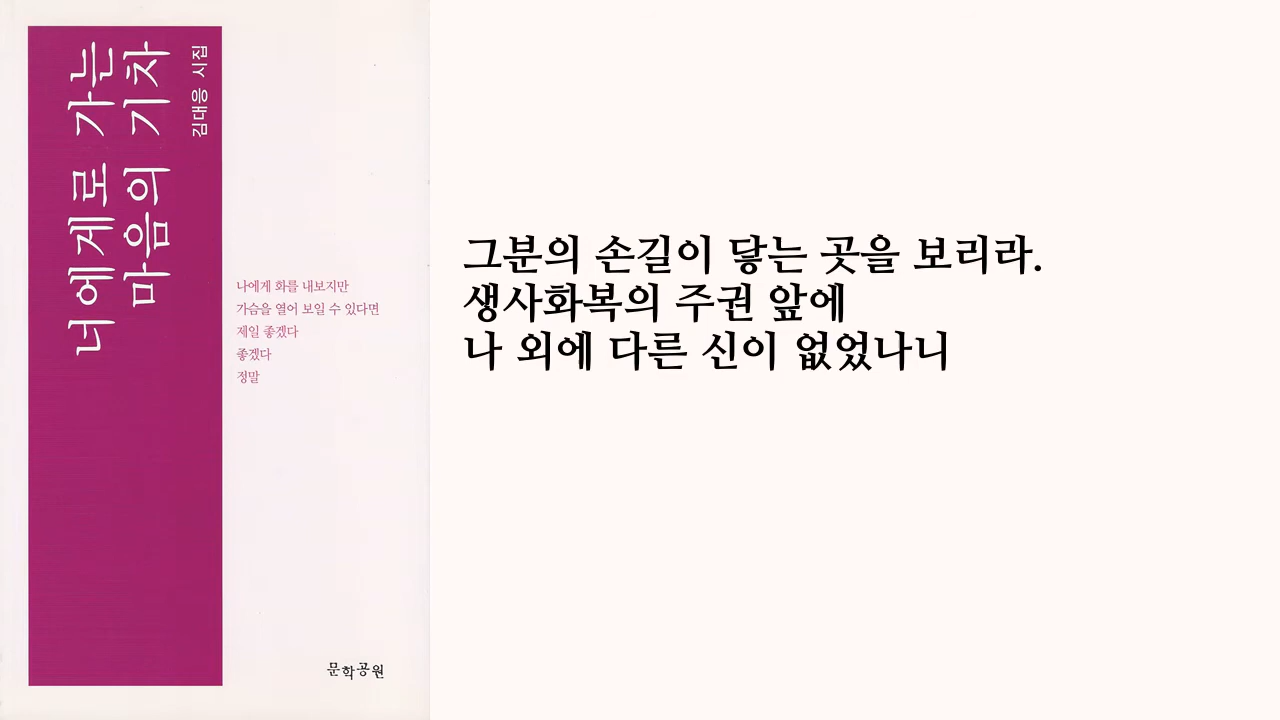 너에게로 가는
마음의 기차
김대응 시집
나에게 화를 내보지만
가슴을 열어 보일 수 있다면
제일 좋겠다
좋겠다
정말
문학공원
그분의 손길이 닿는 곳을 보리라.
생사화복의 주권 앞에
나 외에 다른 신이 없었나니